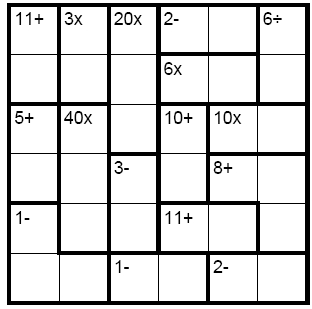 11+ 3x 20x 2- 6÷
6x
5+ 40x 10+ 10x
3- 8+
1- 11+
1- 2-